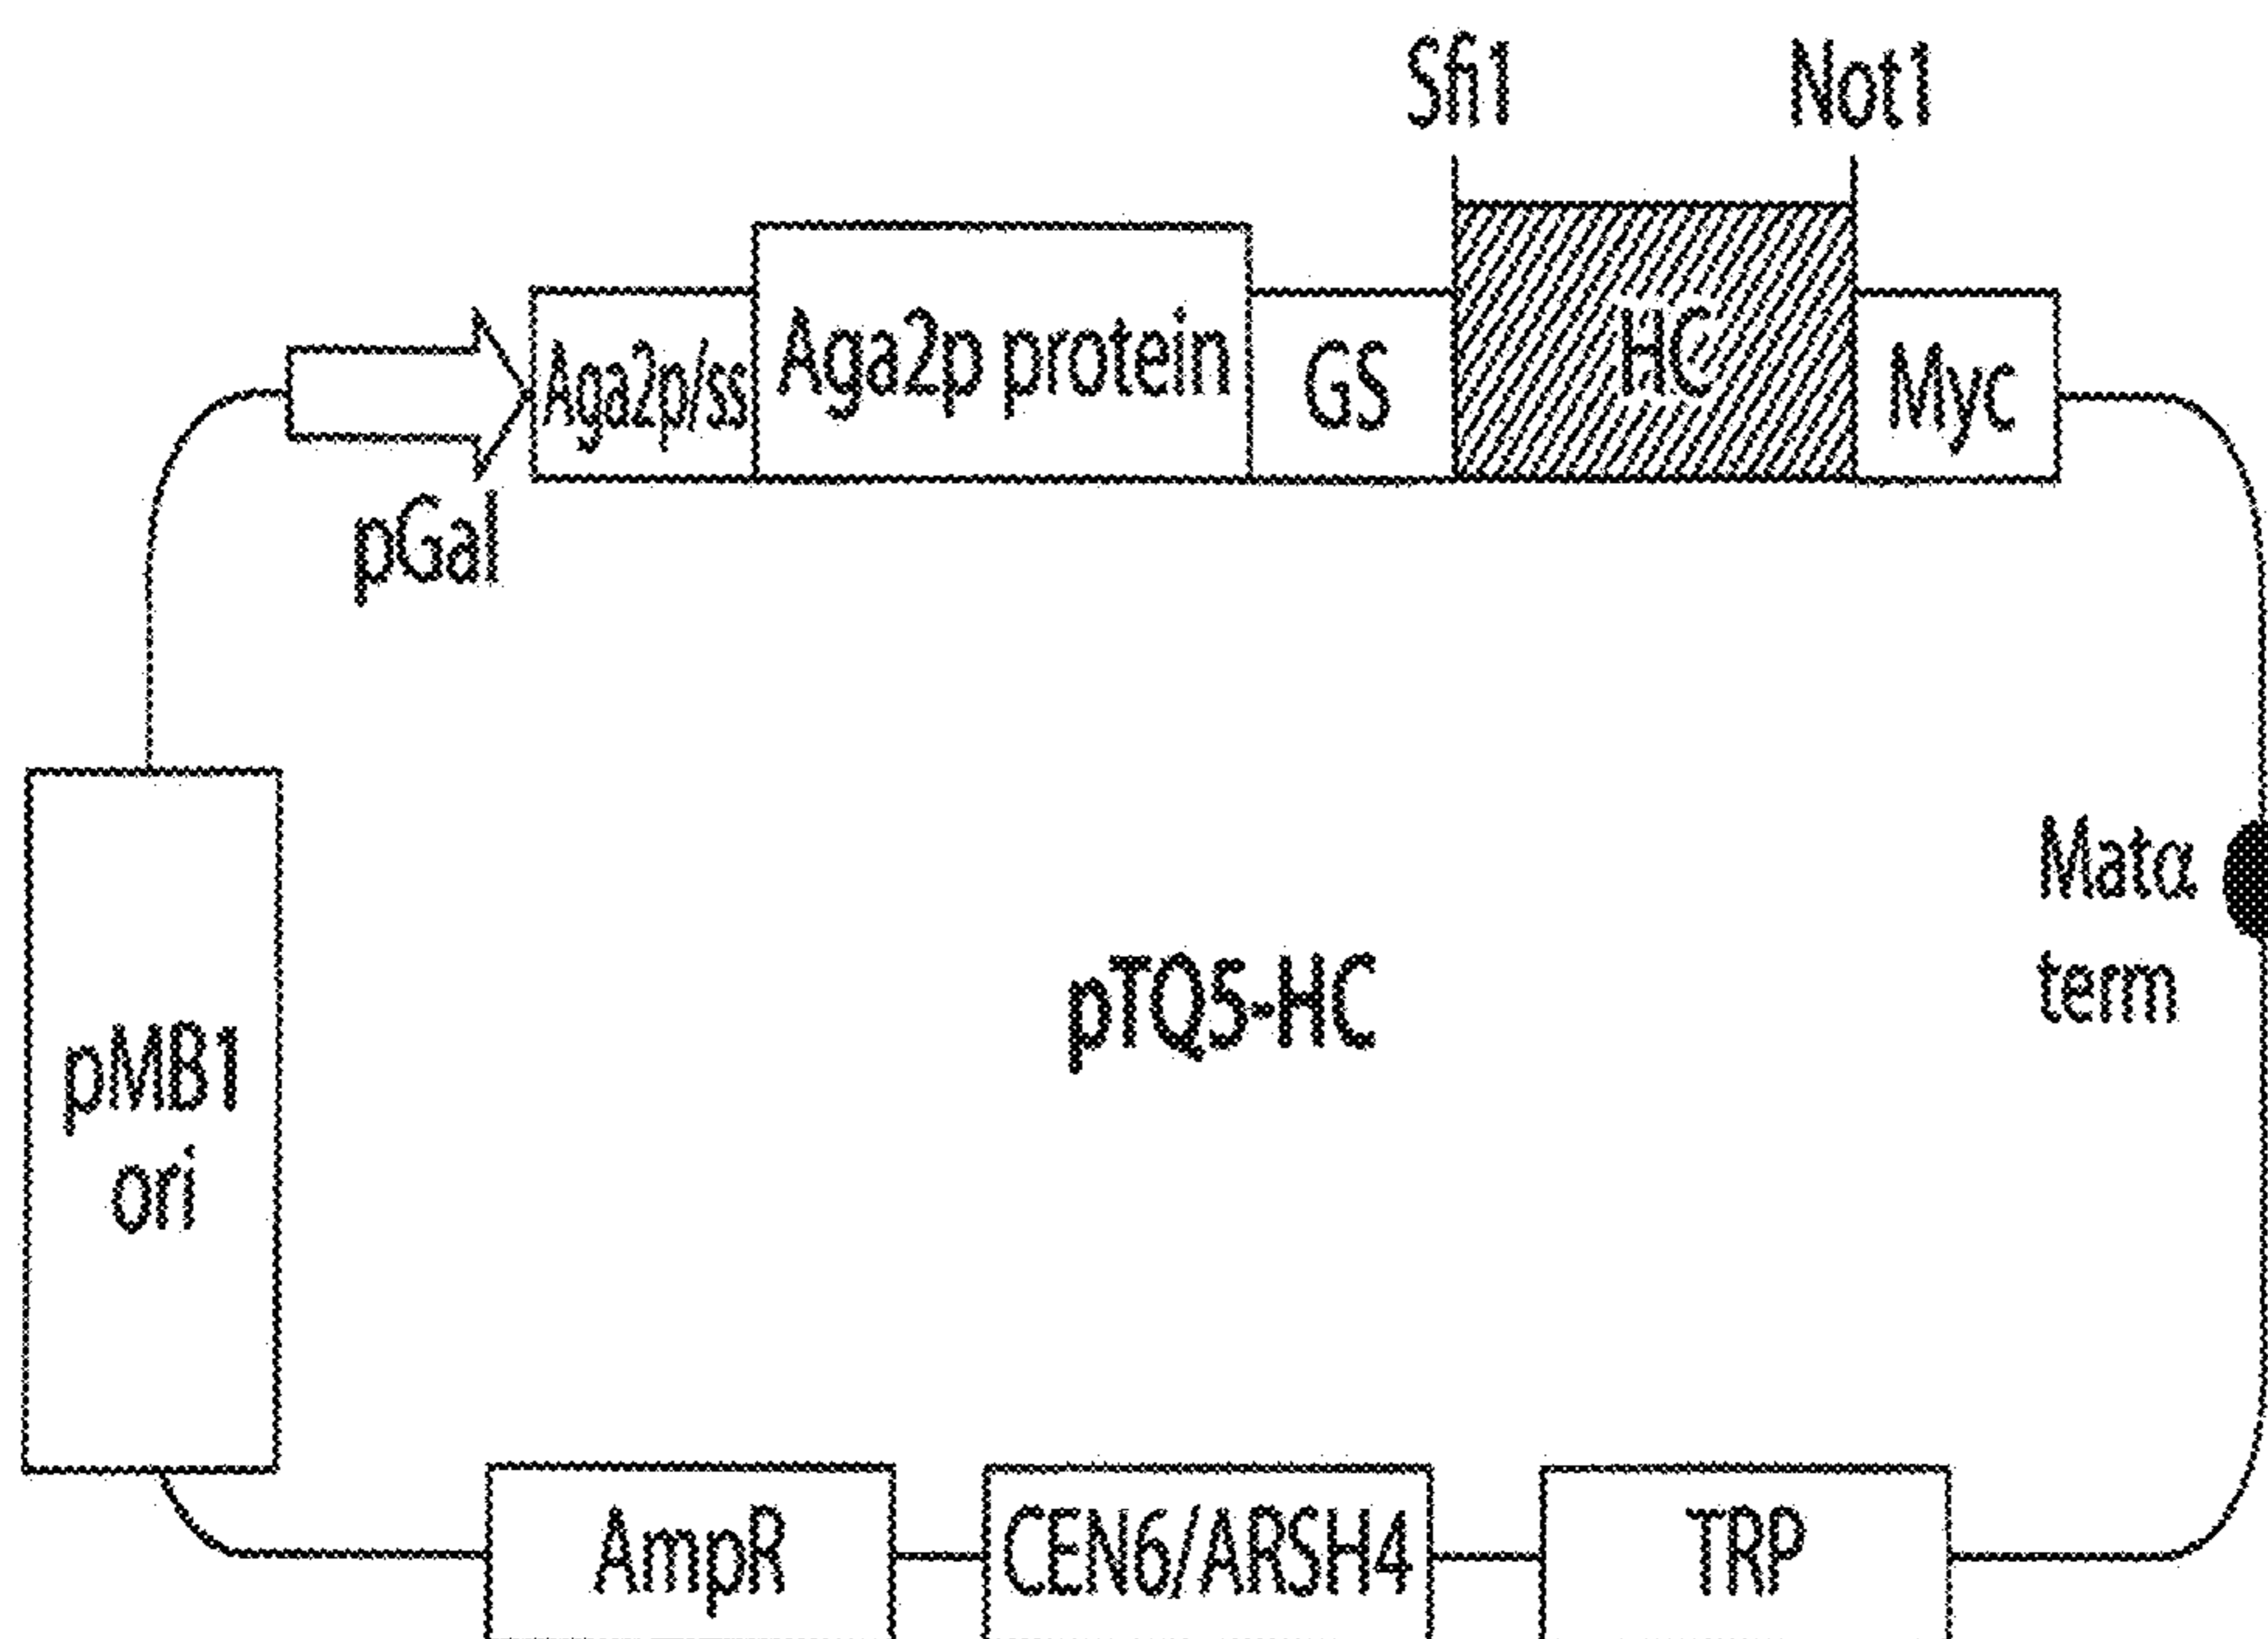 Sfi1
Not1
Aga2p/ss
Aga2p protein
GS
HC
Myc
pGal
Matα
term
pTQ5-HC
pMB1
ori
AmpR
CEN6/ARSH4
TRP